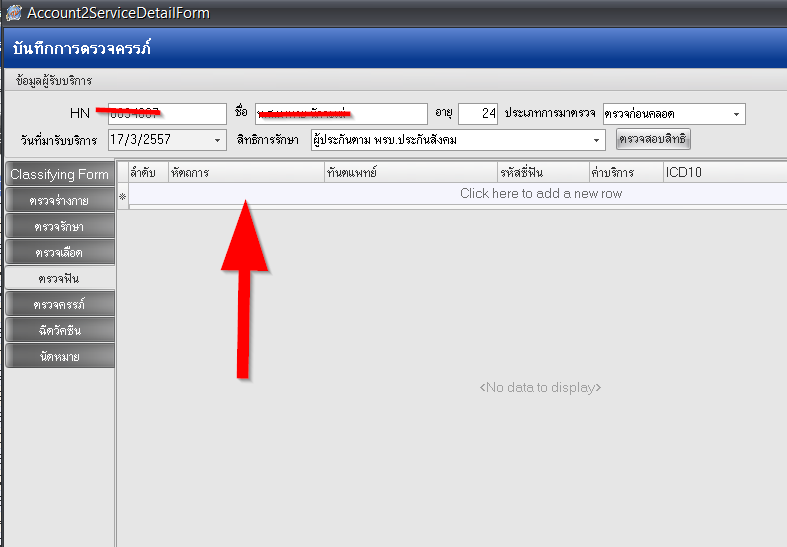 Account2ServiceDetailForm
บันทึกการตรวจครรภ์
ข้อมูลผู้รับบริการ
HN ชื่อ อายุ 24 ประเภทการมาตรวจ ตรวจก่อนคลอด
วันที่มารับบริการ 17/3/2557 สิทธิการรักษา ผู้ประกันตาม พรบ.ประกันสังคม ตรวจสอบสิทธิ
Classifying Form
ตรวจร่างกาย
ตรวจรักษา
ตรวจเลือด
ตรวจฟัน
ตรวจครรภ์
ฉีดวัคซีน
นัดหมาย
ลำดับ หัตถการ ทันตแพทย์ รหัสซี่ฟัน ค่าบริการ ICD10
Click here to add a new row
<No data to display>